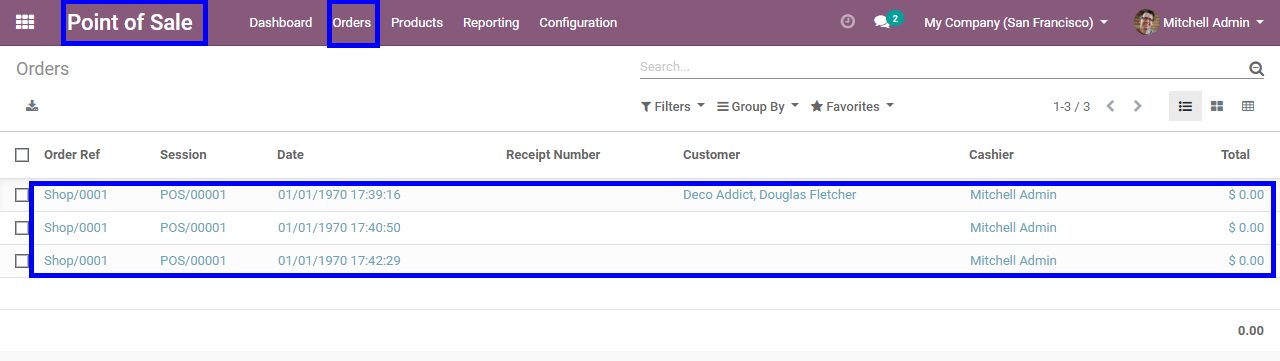 Point of Sale Dashboard Orders Products Reporting Configuration 2 My Company (San Francisco) Mitchell Admin
Orders Search...
Filters Group By Favorites 1-3 / 3
Order Ref Session Date Receipt Number Customer Cashier Total
Shop/0001 POS/00001 01/01/1970 17:39:16 Deco Addict, Douglas Fletcher Mitchell Admin $ 0.00
Shop/0001 POS/00001 01/01/1970 17:40:50 Mitchell Admin $ 0.00
Shop/0001 POS/00001 01/01/1970 17:42:29 Mitchell Admin $ 0.00
0.00